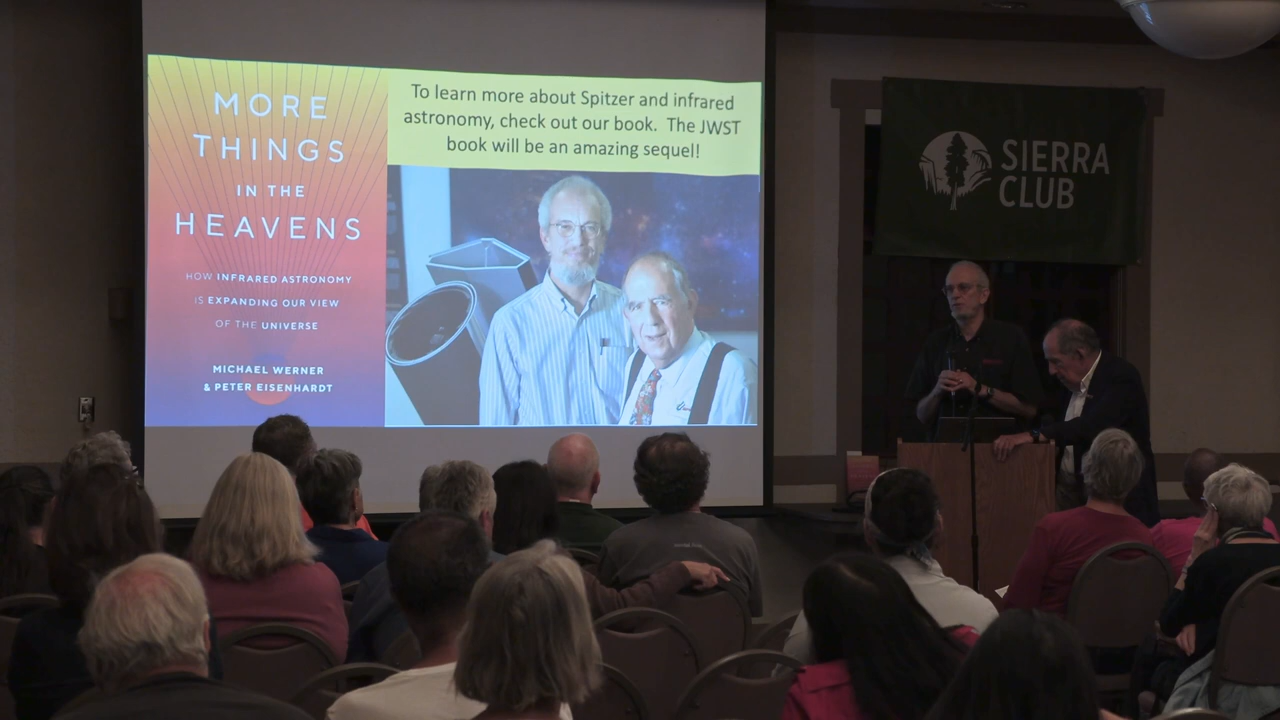 MORE
THINGS
IN THE
HEAVENS
HOW INFRARED ASTRONOMY
IS EXPANDING OUR VIEW
OF THE UNIVERSE
MICHAEL WERNER
& PETER EISENHARDT
To learn more about Spitzer and infrared
astronomy, check out our book. The JWST
book will be an amazing sequel!
SIERRA
CLUB